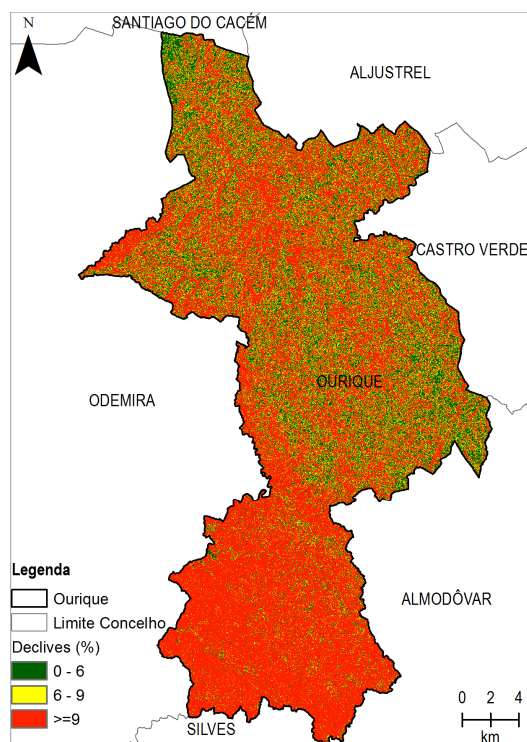 SANTIAGO DO CACÉM
N
ALJUSTREL
CASTRO VERDE
OURIQUE
ODEMIRA
ALMODÔVAR
Legenda
Ourique
Limite Concelho
Declives (%)
0 - 6
6 - 9
>=9
SILVES
0 2 4
km